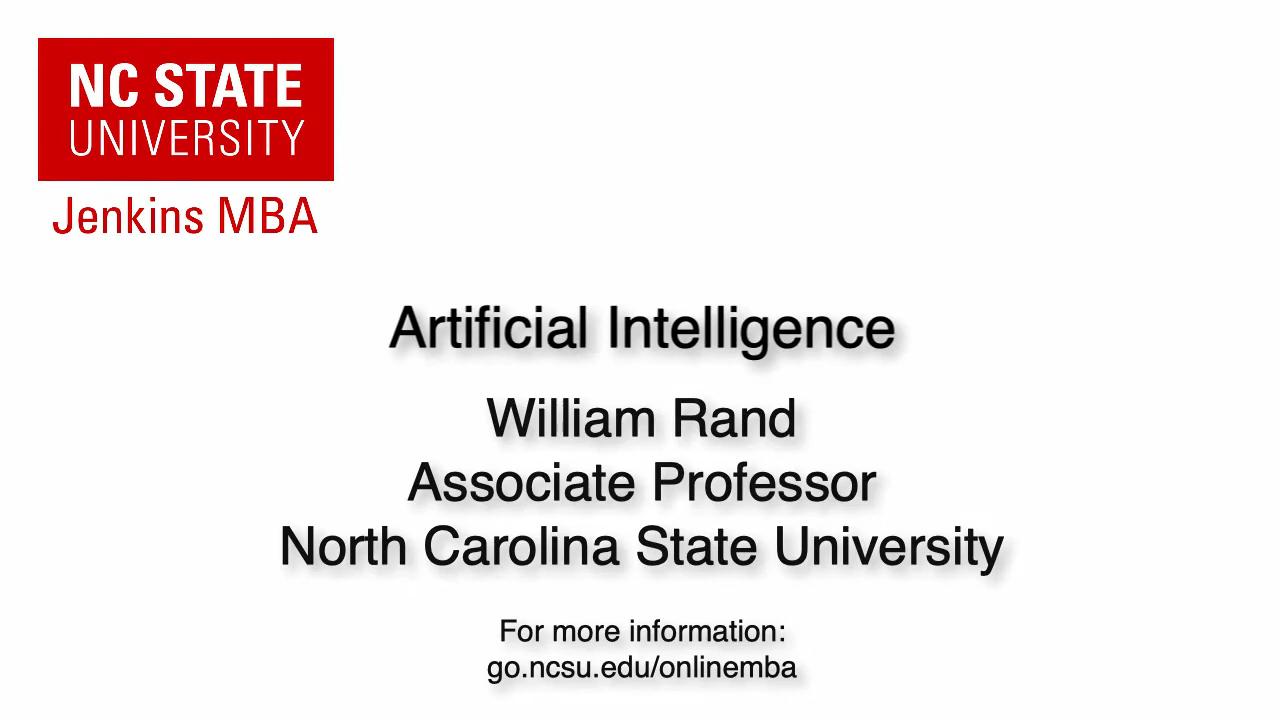 NC STATE
UNIVERSITY
Jenkins MBA
Artificial Intelligence
William Rand
Associate Professor
North Carolina State University
For more information:
go.ncsu.edu/onlinemba